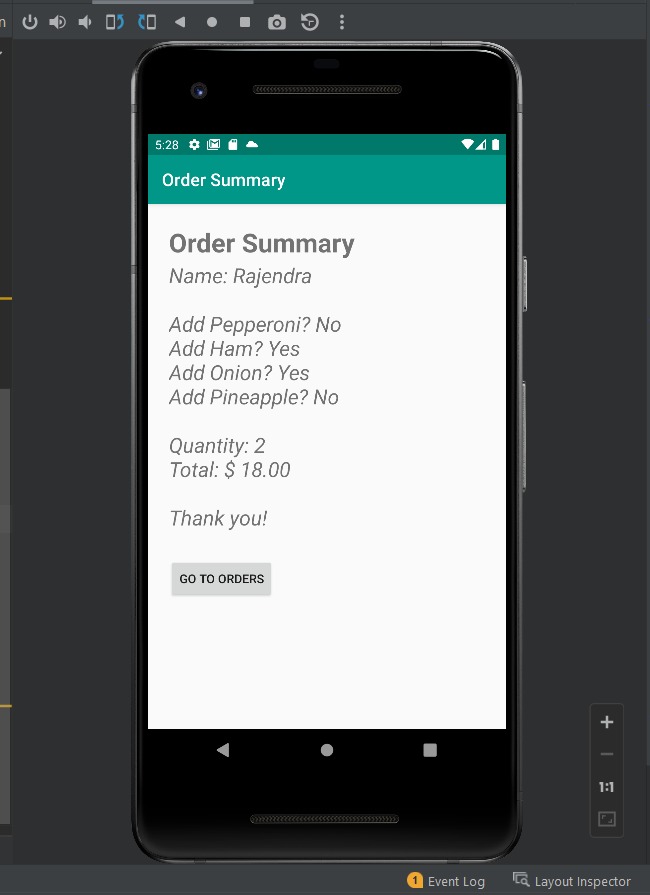 5:28
Order Summary
Order Summary
Name: Rajendra
Add Pepperoni? No
Add Ham? Yes
Add Onion? Yes
Add Pineapple? No
Quantity: 2
Total: $ 18.00
Thank you!
GO TO ORDERS
1:1
1 Event Log
Layout Inspector